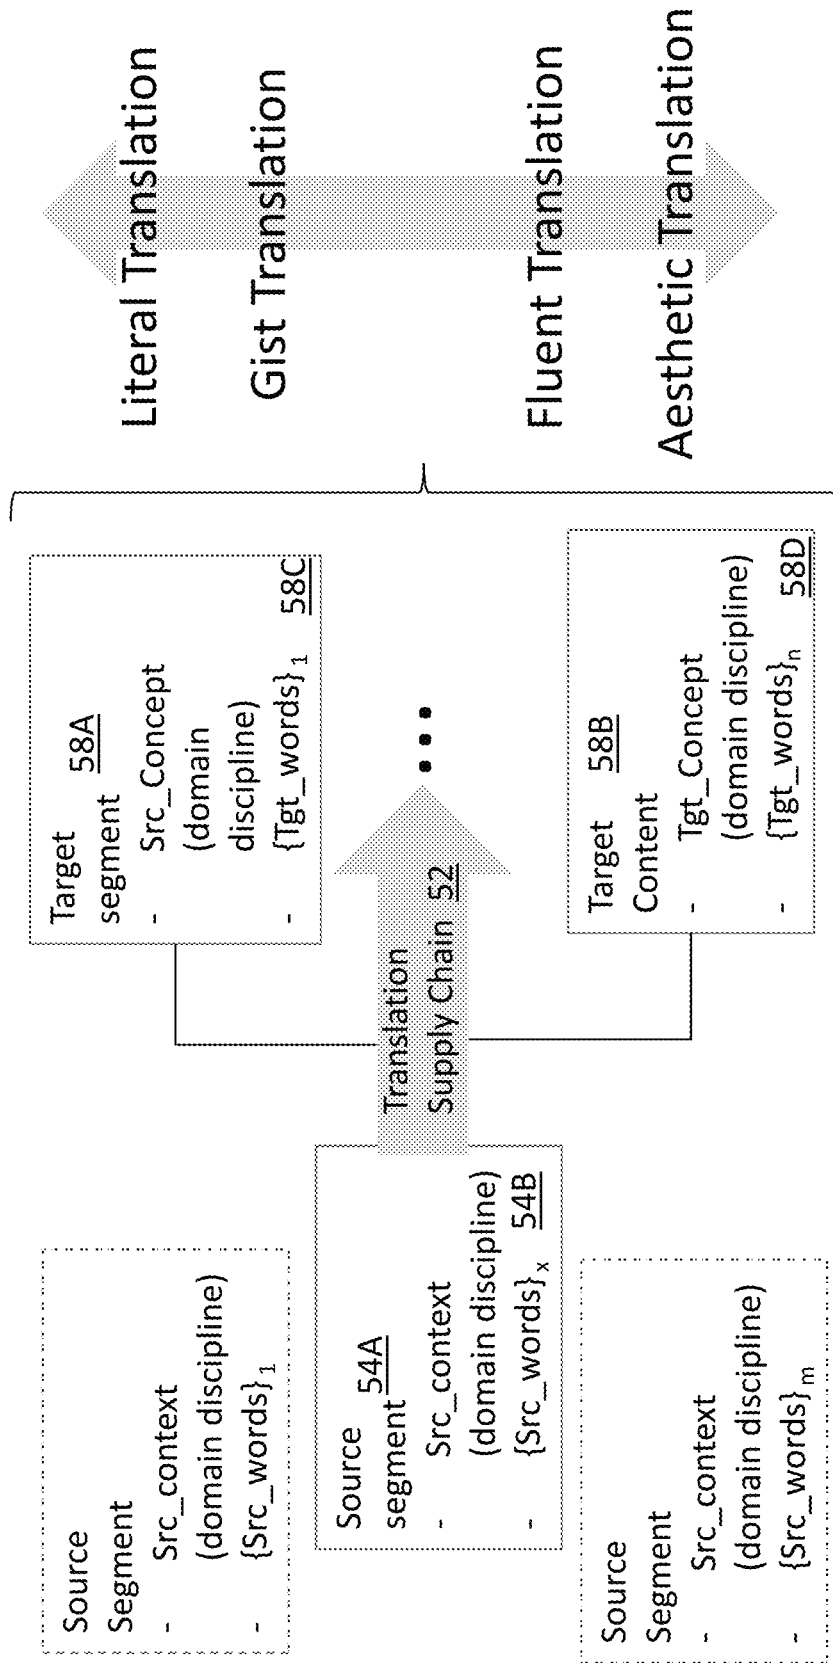 Source
Segment
- Src_context
(domain discipline)
- {Src_words}1
Source 54A
segment
- Src_context
(domain discipline)
- {Src_words}x 54B
Source
Segment
- Src_context
(domain discipline)
- {Src_words}m
Translation
Supply Chain 52
Target 58A
segment
- Src_Concept
(domain
discipline)
- {Tgt_words}1 58C
...
Target 58B
Content
- Tgt_Concept
(domain discipline)
- {Tgt_words}n 58D
Literal Translation
Gist Translation
Fluent Translation
Aesthetic Translation